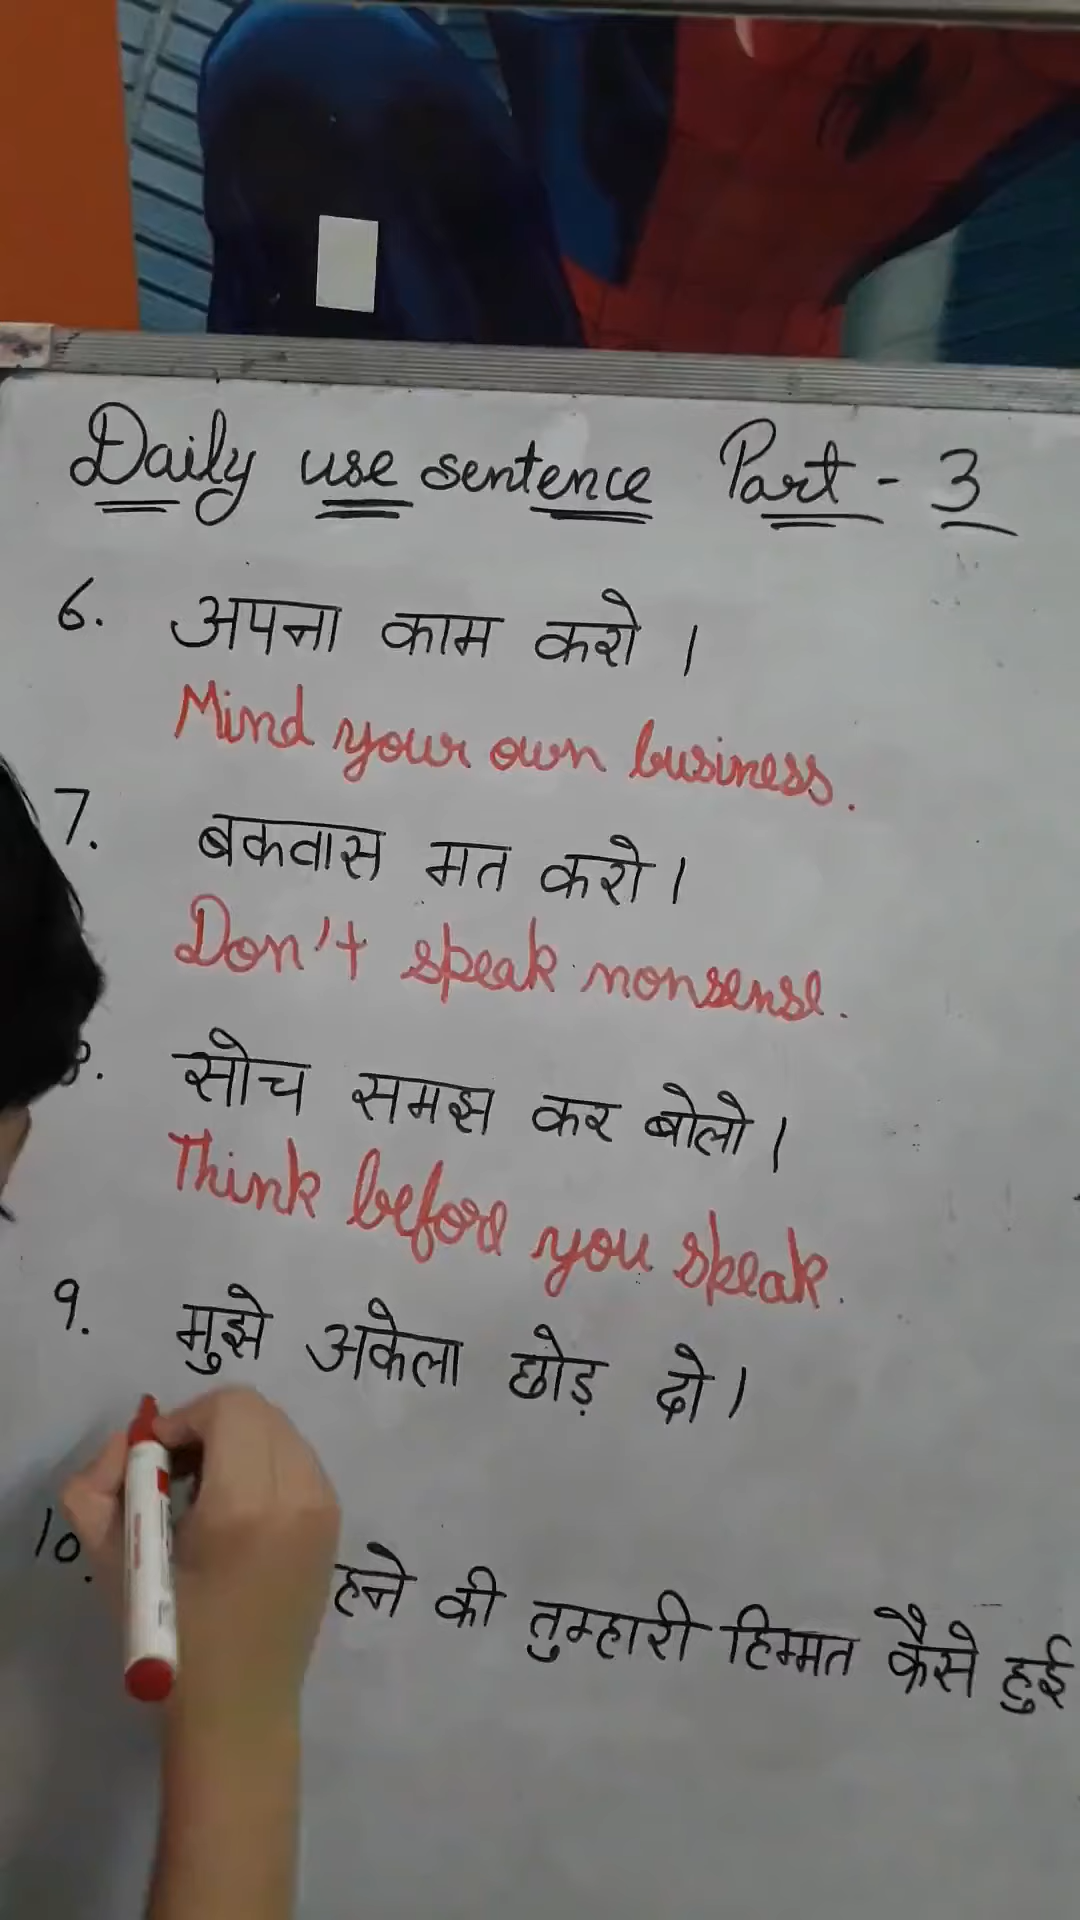 Daily use sentence Part - 3
6. अपना काम करो ।
Mind your own business.
7. बकवास मत करो ।
Don't speak nonsense.
8. सोच समझ कर बोलो ।
Think before you speak.
9. मुझे अकेला छोड़ दो ।
10. की तुम्हारी हिम्मत कैसे हुई